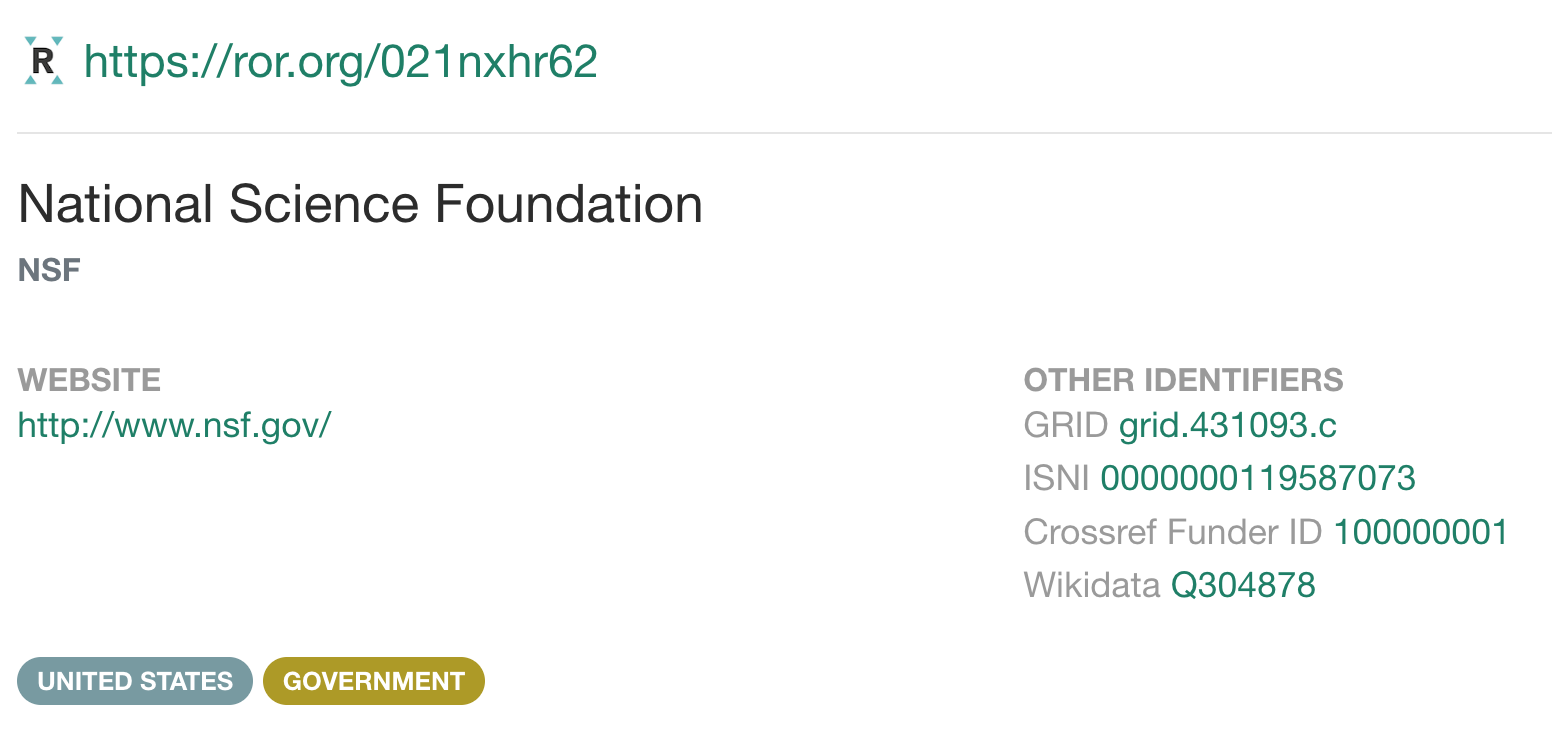 R https://ror.org/021nxhr62
National Science Foundation
NSF
WEBSITE
http://www.nsf.gov/
OTHER IDENTIFIERS
GRID grid.431093.c
ISNI 0000000119587073
Crossref Funder ID 100000001
Wikidata Q304878
UNITED STATES GOVERNMENT